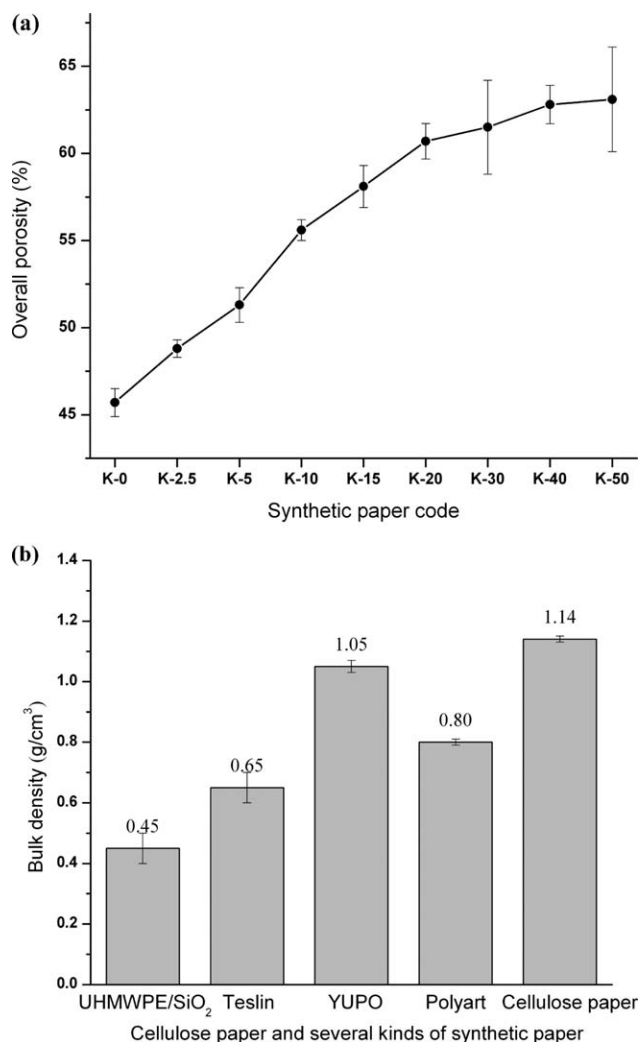 (a)
65
60
55
50
45
Overall porosity (%)
K-0 K-2.5 K-5 K-10 K-15 K-20 K-30 K-40 K-50
Synthetic paper code
(b)
1.4
1.2
1.0
0.8
0.6
0.4
0.2
0.0
Bulk density (g/cm³)
0.45
0.65
1.05
0.80
1.14
UHMWPE/SiO₂ Teslin YUPO Polyart Cellulose paper
Cellulose paper and several kinds of synthetic paper